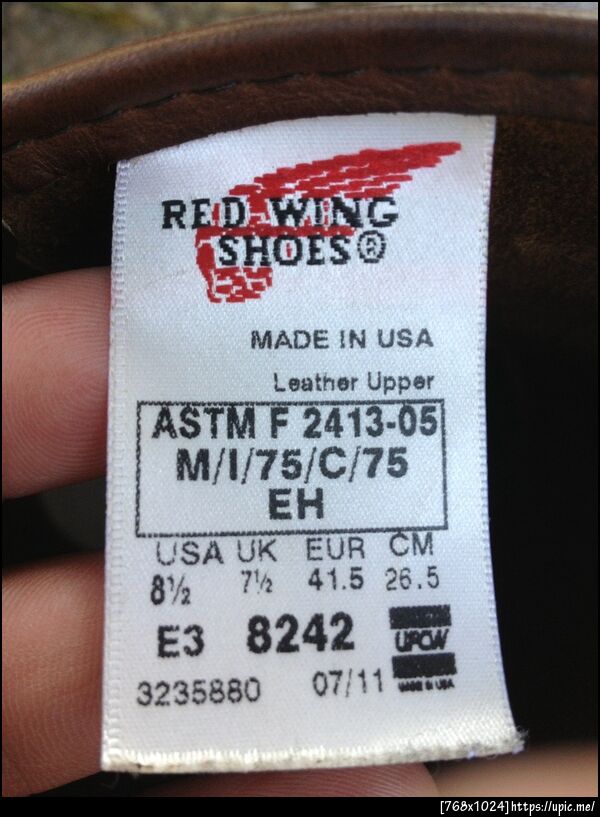 RED WING
SHOES®
MADE IN USA
Leather Upper
ASTM F 2413-05
M/I/75/C/75
EH
USA UK EUR CM
8½ 7½ 41.5 26.5
E3 8242 UFCW
3235880 07/11 MADE IN USA
[768x1024]https://upic.me/